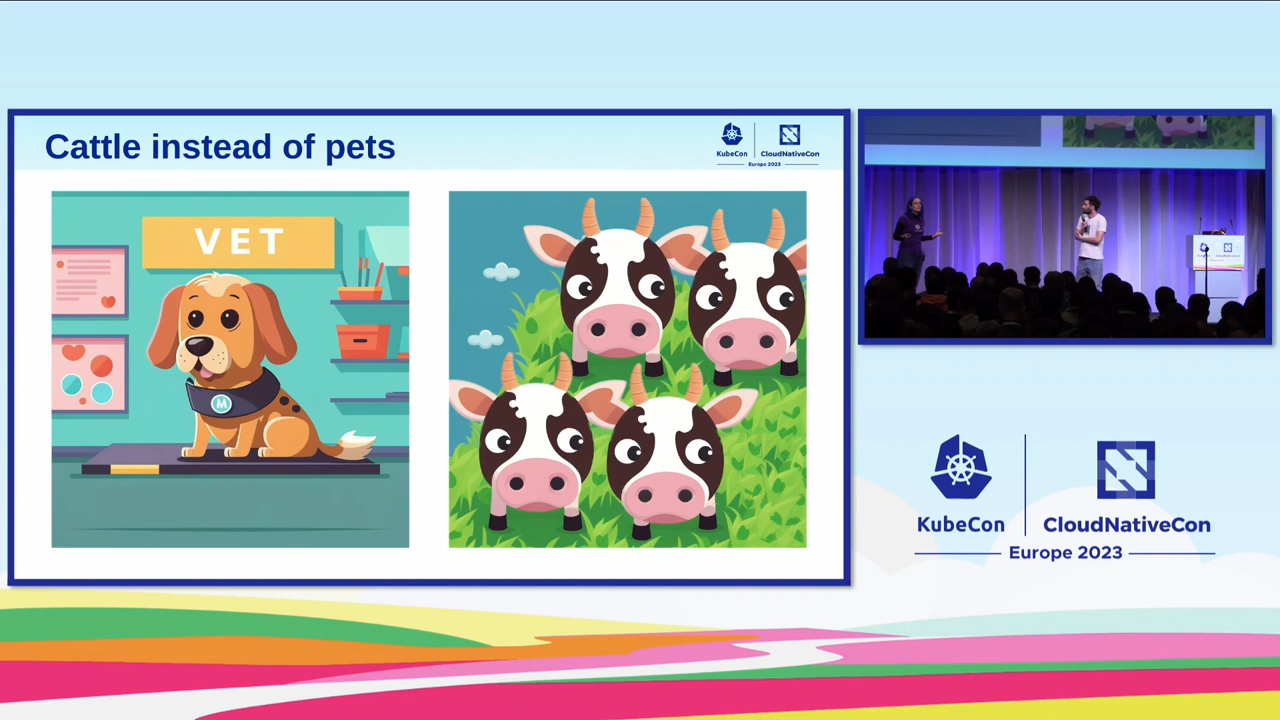 Cattle instead of pets
KubeCon
CloudNativeCon
Europe 2023
VET
M
KubeCon
CloudNativeCon
Europe 2023